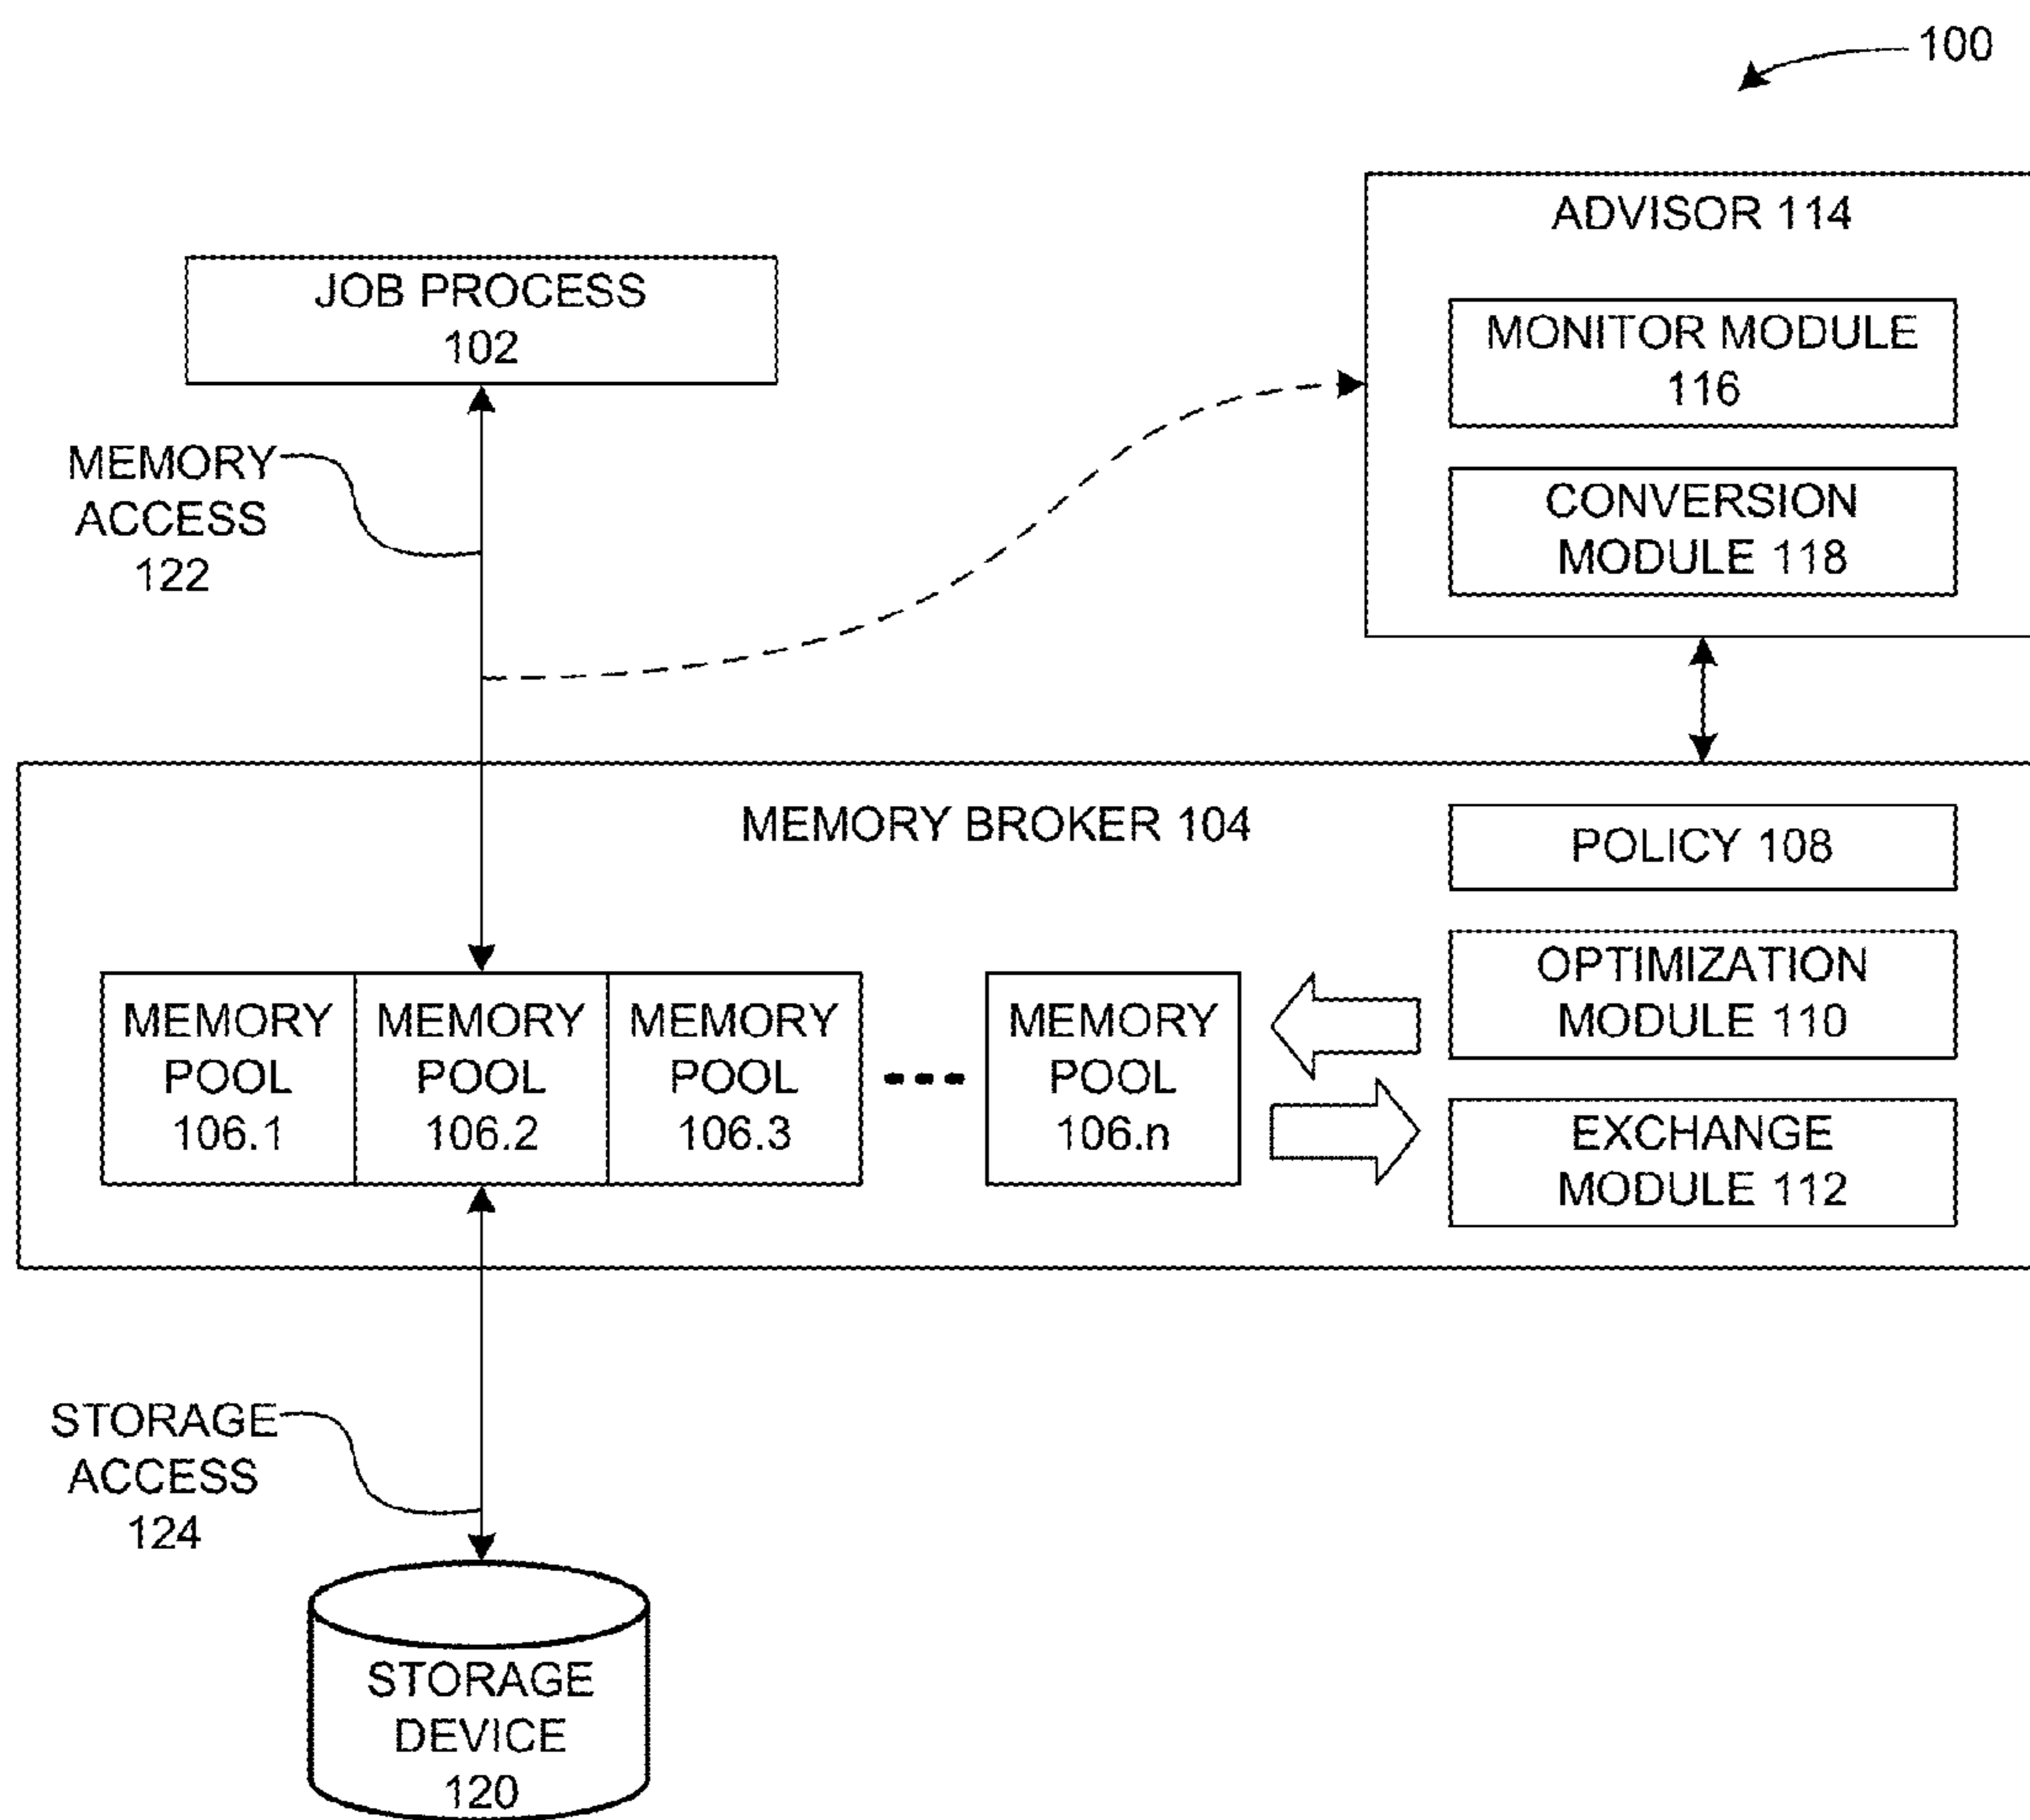 100
ADVISOR 114
JOB PROCESS
102
MONITOR MODULE
116
MEMORY
ACCESS
122
CONVERSION
MODULE 118
MEMORY BROKER 104
POLICY 108
OPTIMIZATION
MODULE 110
MEMORY
POOL
106.1
MEMORY
POOL
106.2
MEMORY
POOL
106.3
MEMORY
POOL
106.n
EXCHANGE
MODULE 112
STORAGE
ACCESS
124
STORAGE
DEVICE
120